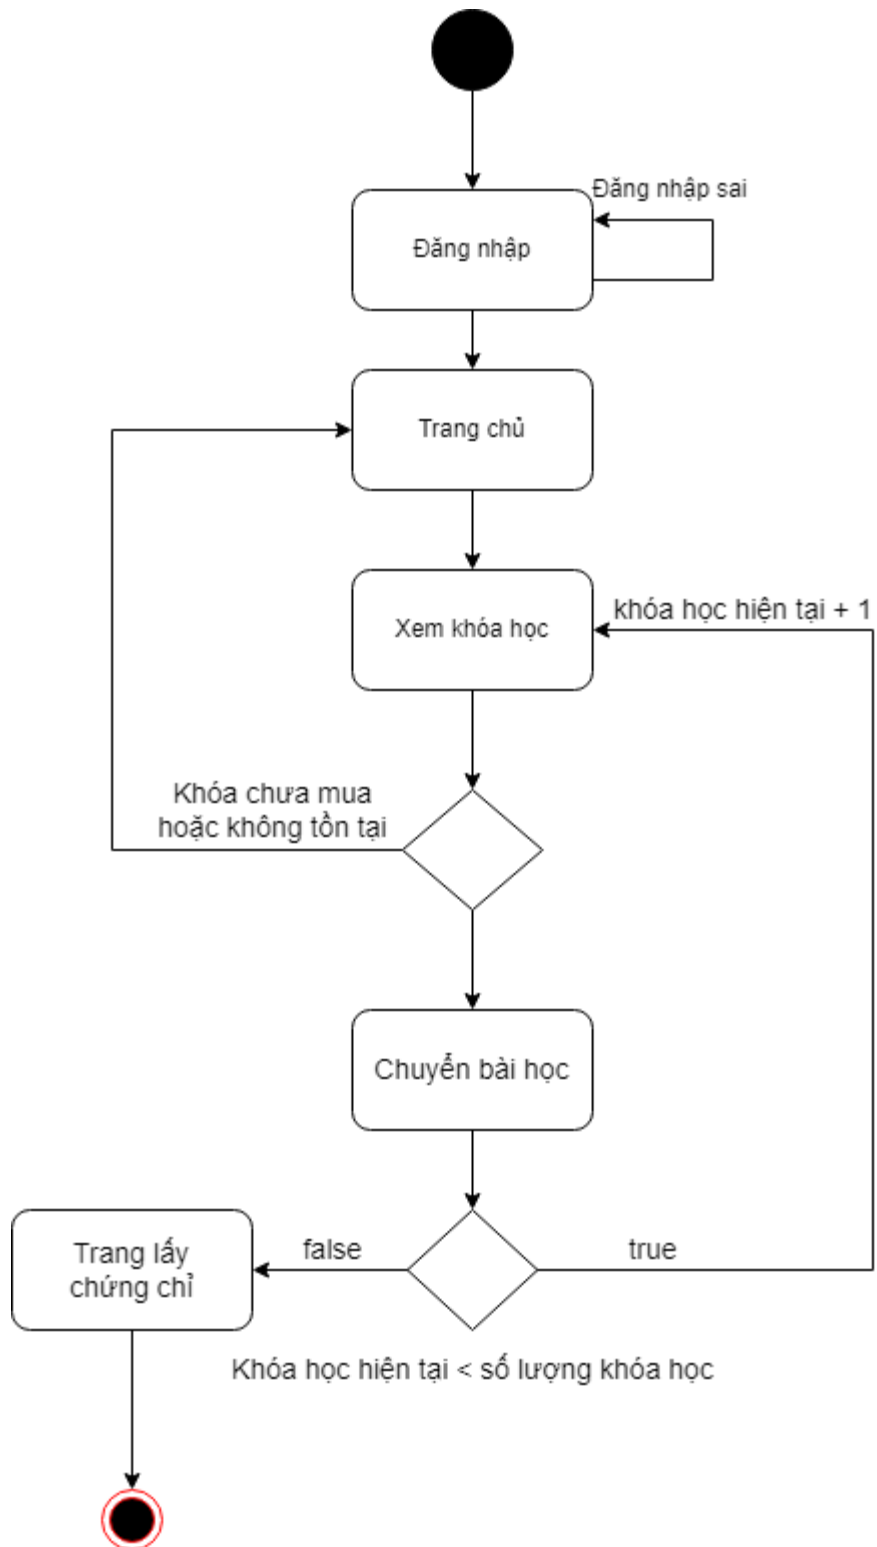 Đăng nhập sai
Đăng nhập
Trang chủ
Xem khóa học
khóa học hiện tại + 1
Khóa chưa mua
hoặc không tồn tại
Chuyển bài học
Trang lấy
chứng chỉ
false
true
Khóa học hiện tại < số lượng khóa học